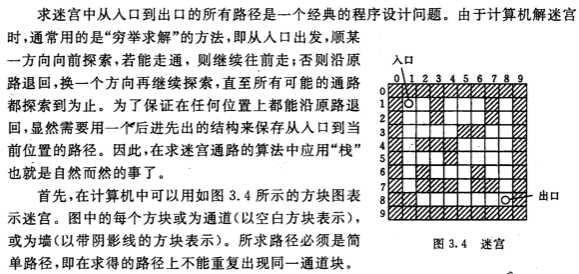 求迷宫中从入口到出口的所有路径是一个经典的程序设计问题。由于计算机解迷宫
时,通常用的是“穷举求解”的方法,即从入口出发,顺某
一方向向前探索,若能走通,则继续往前走;否则沿原
路退回,换一个方向再继续探索,直至所有可能的通路
都探索到为止。为了保证在任何位置上都能沿原路退
回,显然需要用一个后进先出的结构来保存从入口到当
前位置的路径。因此,在求迷宫通路的算法中应用“栈”
也就是自然而然的事了。
首先,在计算机中可以用如图 3.4 所示的方块图表
示迷宫。图中的每个方块或为通道(以空白方块表示),
或为墙(以带阴影线的方块表示)。所求路径必须是简
单路径,即在求得的路径上不能重复出现同一通道块。
入口
0 1 2 3 4 5 6 7 8 9
0
1
2
3
4
5
6
7
8
9
出口
图 3.4 迷宫